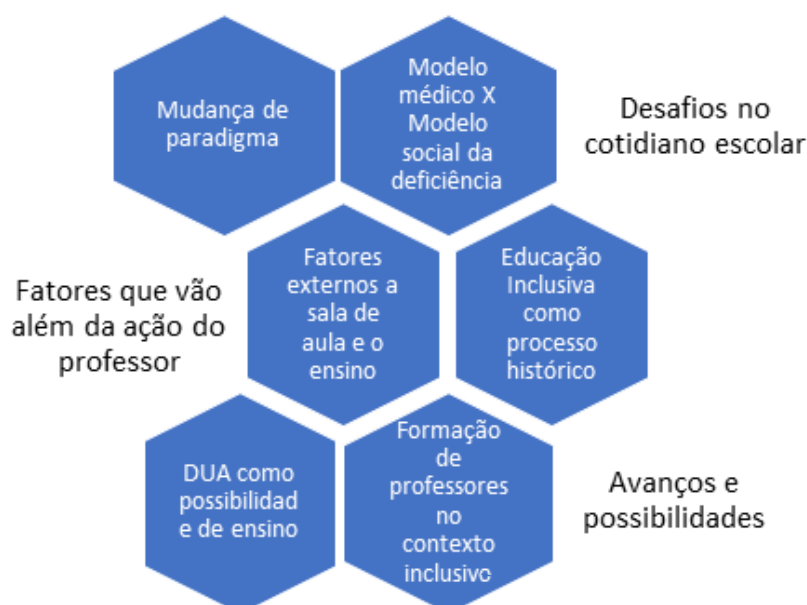 Mudança de
paradigma
Modelo
médico X
Modelo
social da
deficiência
Desafios no
cotidiano escolar
Fatores que vão
além da ação do
professor
Fatores
externos a
sala de
aula e o
ensino
Educação
Inclusiva
como
processo
histórico
DUA como
possibilidad
e de ensino
Formação
de
professores
no
contexto
inclusivo
Avanços e
possibilidades